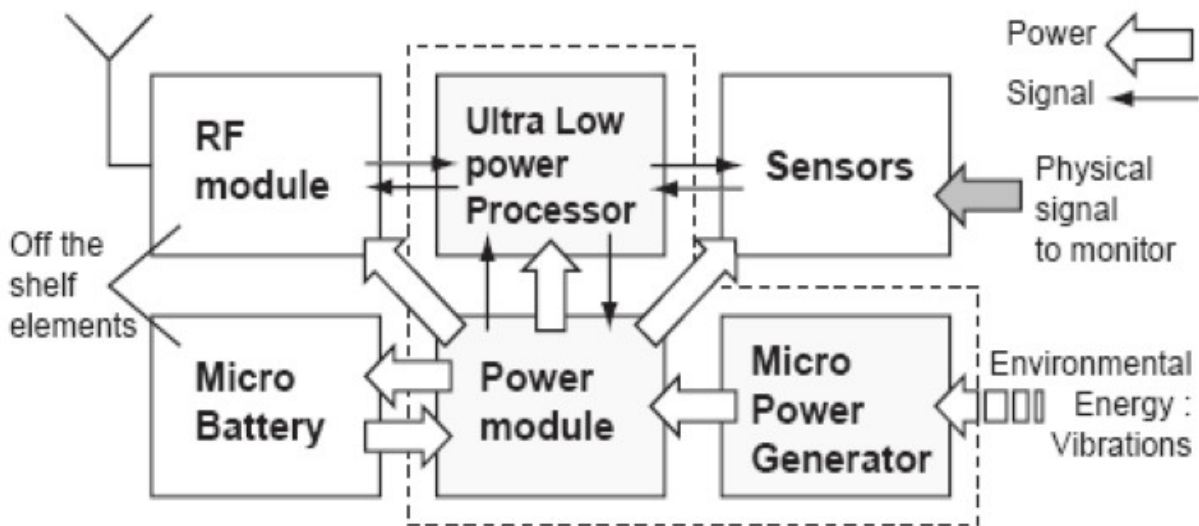 RF
module
Ultra Low
power
Processor
Sensors
Power
Signal
Physical
signal
to monitor
Off the
shelf
elements
Micro
Battery
Power
module
Micro
Power
Generator
Environmental
Energy :
Vibrations